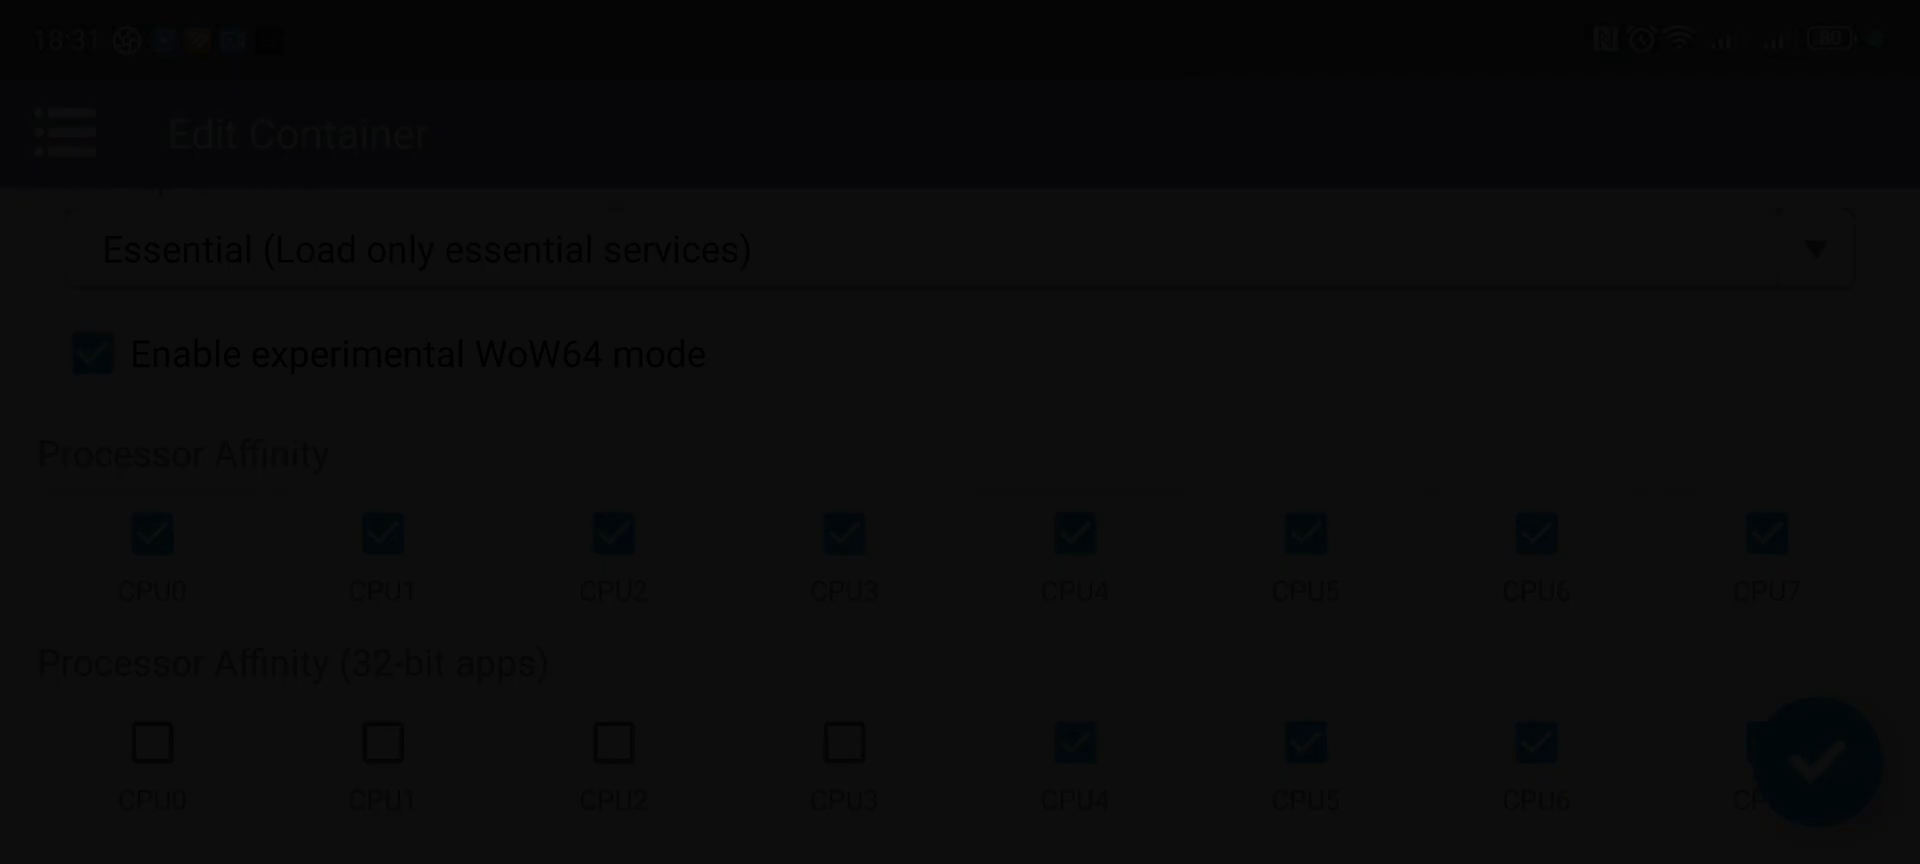 18:31
80
Edit Container
Essential (Load only essential services)
Enable experimental WoW64 mode
Processor Affinity
CPU0 CPU1 CPU2 CPU3 CPU4 CPU5 CPU6 CPU7
Processor Affinity (32-bit apps)
CPU0 CPU1 CPU2 CPU3 CPU4 CPU5 CPU6